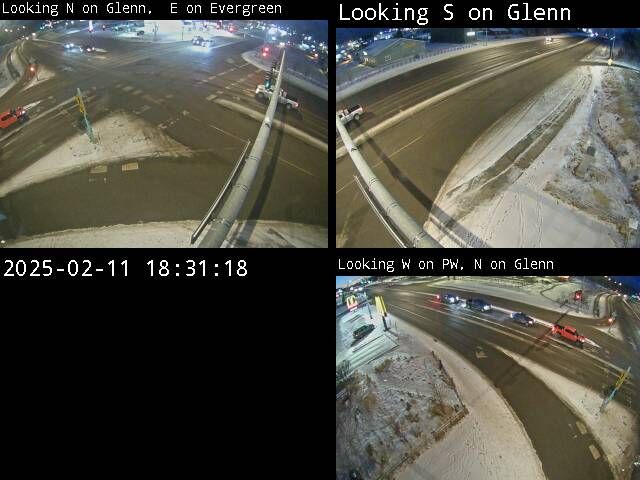 Looking N on Glenn,  E on Evergreen
Looking S on Glenn
2025-02-11 18:31:18
Looking W on PW, N on Glenn